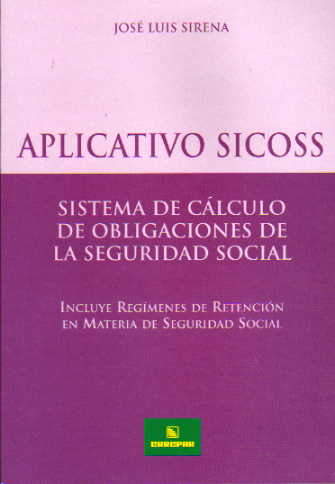 JOSÉ LUIS SIRENA
APLICATIVO SICOSS
SISTEMA DE CÁLCULO
DE OBLIGACIONES DE
LA SEGURIDAD SOCIAL
INCLUYE REGÍMENES DE RETENCIÓN
EN MATERIA DE SEGURIDAD SOCIAL
ERREPAR